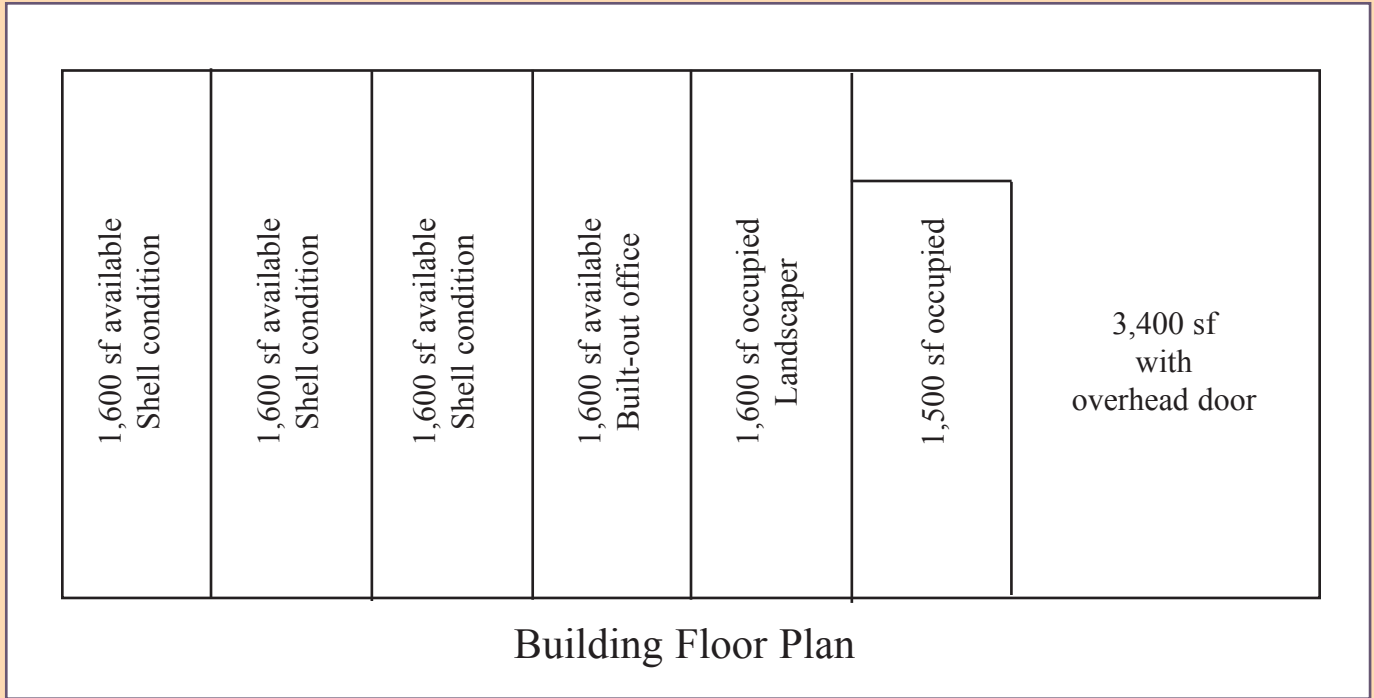 1,600 sf available
Shell condition
1,600 sf available
Shell condition
1,600 sf available
Shell condition
1,600 sf available
Built-out office
1,600 sf occupied
Landscaper
1,500 sf occupied
3,400 sf
with
overhead door
Building Floor Plan